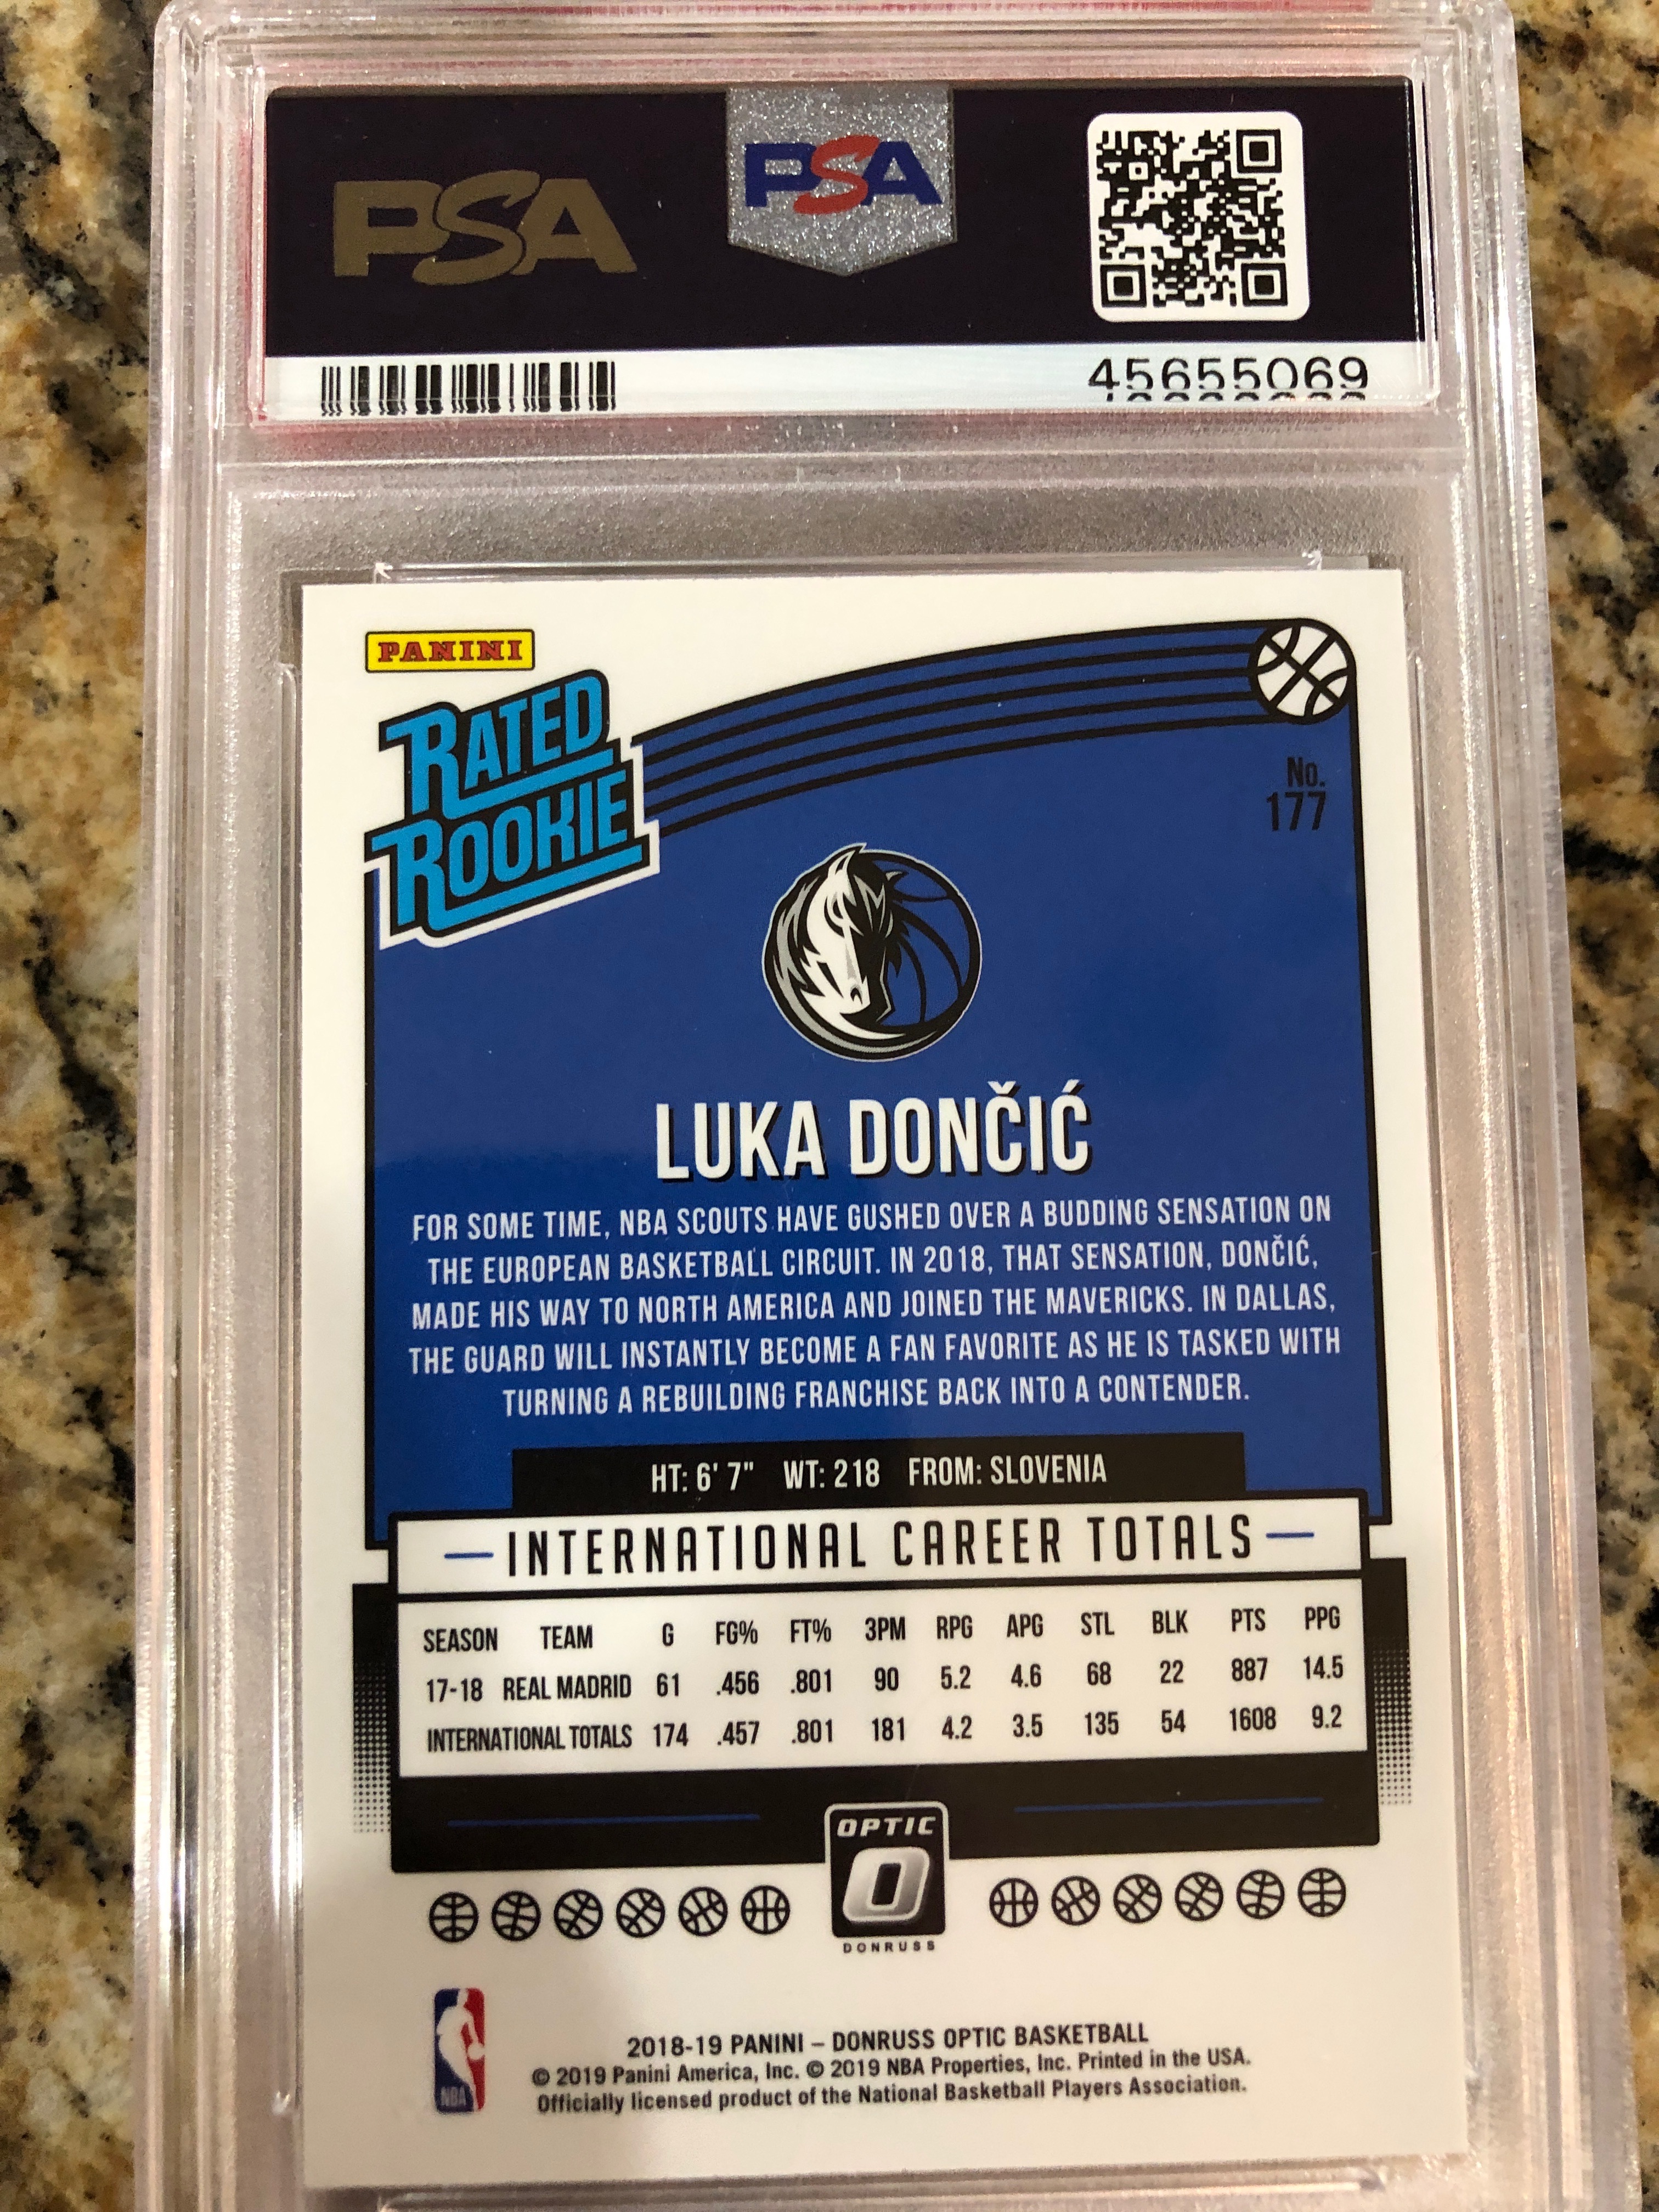 PSA
PSA
45655069
PANINI
RATED
ROOKIE
No.
177
LUKA DONČIĆ
FOR SOME TIME, NBA SCOUTS HAVE GUSHED OVER A BUDDING SENSATION ON
THE EUROPEAN BASKETBALL CIRCUIT. IN 2018, THAT SENSATION, DONČIĆ,
MADE HIS WAY TO NORTH AMERICA AND JOINED THE MAVERICKS. IN DALLAS,
THE GUARD WILL INSTANTLY BECOME A FAN FAVORITE AS HE IS TASKED WITH
TURNING A REBUILDING FRANCHISE BACK INTO A CONTENDER.
HT: 6' 7" WT: 218 FROM: SLOVENIA
INTERNATIONAL CAREER TOTALS
SEASON TEAM G FG% FT% 3PM RPG APG STL BLK PTS PPG
17-18 REAL MADRID 61 .456 .801 90 5.2 4.6 68 22 887 14.5
INTERNATIONAL TOTALS 174 .457 .801 181 4.2 3.5 135 54 1608 9.2
OPTIC
O
DONRUSS
NBA
2018-19 PANINI – DONRUSS OPTIC BASKETBALL
© 2019 Panini America, Inc. © 2019 NBA Properties, Inc. Printed in the USA.
Officially licensed product of the National Basketball Players Association.